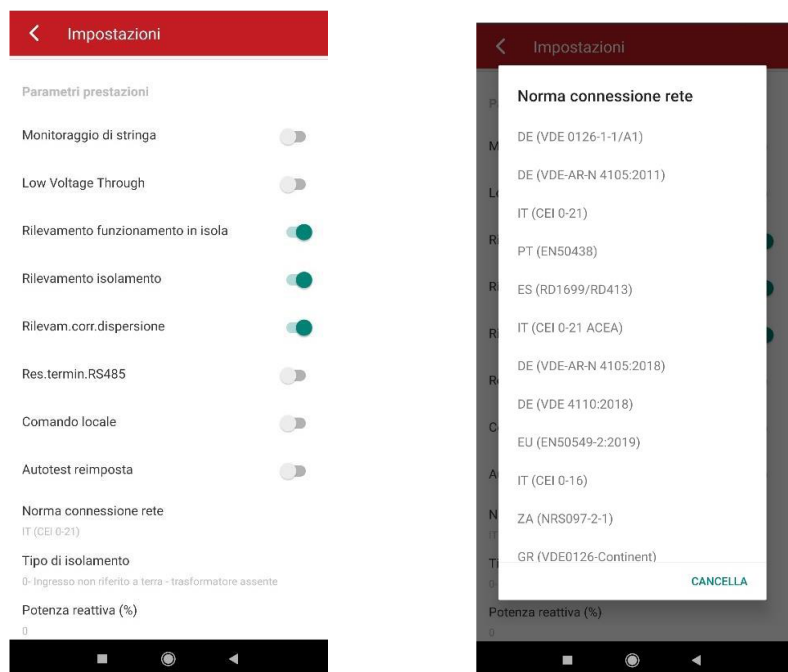 Impostazioni
Parametri prestazioni
Monitoraggio di stringa
Low Voltage Through
Rilevamento funzionamento in isola
Rilevamento isolamento
Rilevam.corr.dispersione
Res.termin.RS485
Comando locale
Autotest reimposta
Norma connessione rete
IT (CEI 0-21)
Tipo di isolamento
0- Ingresso non riferito a terra - trasformatore assente
Potenza reattiva (%)
0
Impostazioni
Norma connessione rete
DE (VDE 0126-1-1/A1)
DE (VDE-AR-N 4105:2011)
IT (CEI 0-21)
PT (EN50438)
ES (RD1699/RD413)
IT (CEI 0-21 ACEA)
DE (VDE-AR-N 4105:2018)
DE (VDE 4110:2018)
EU (EN50549-2:2019)
IT (CEI 0-16)
ZA (NRS097-2-1)
GR (VDE0126-Continent)
CANCELLA
Potenza reattiva (%)
0